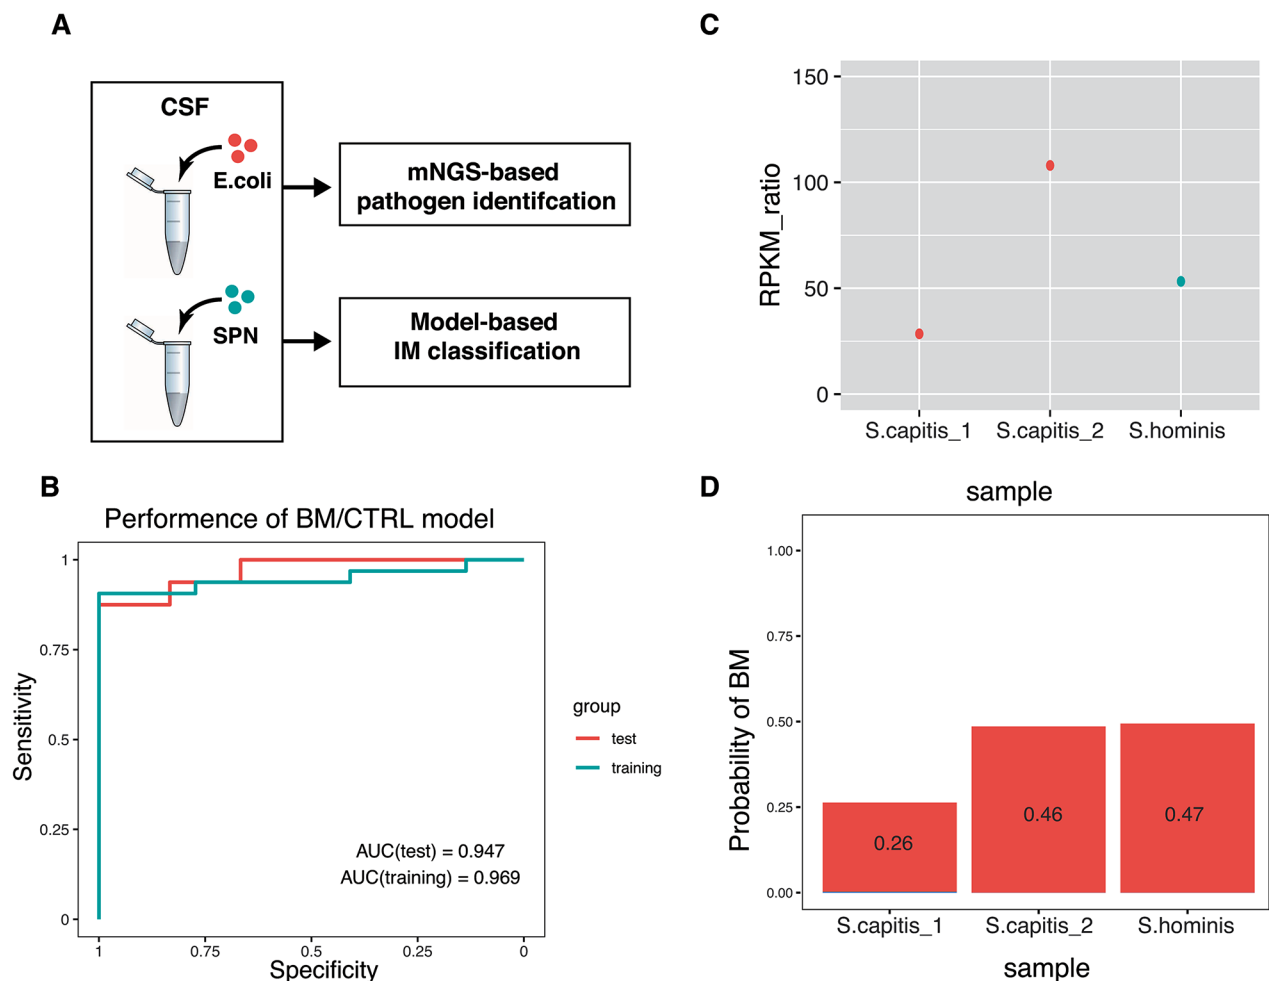 A
CSF
E.coli
SPN
mNGS-based
pathogen identifcation
Model-based
IM classification
B
Performence of BM/CTRL model
Sensitivity
1
0.75
0.5
0.25
0
1
0.75
0.5
0.25
0
Specificity
AUC(test) = 0.947
AUC(training) = 0.969
group
test
training
C
RPKM_ratio
150
100
50
0
S.capitis_1
S.capitis_2
S.hominis
sample
D
Probability of BM
1.00
0.75
0.50
0.25
0.00
0.26
0.46
0.47
S.capitis_1
S.capitis_2
S.hominis
sample